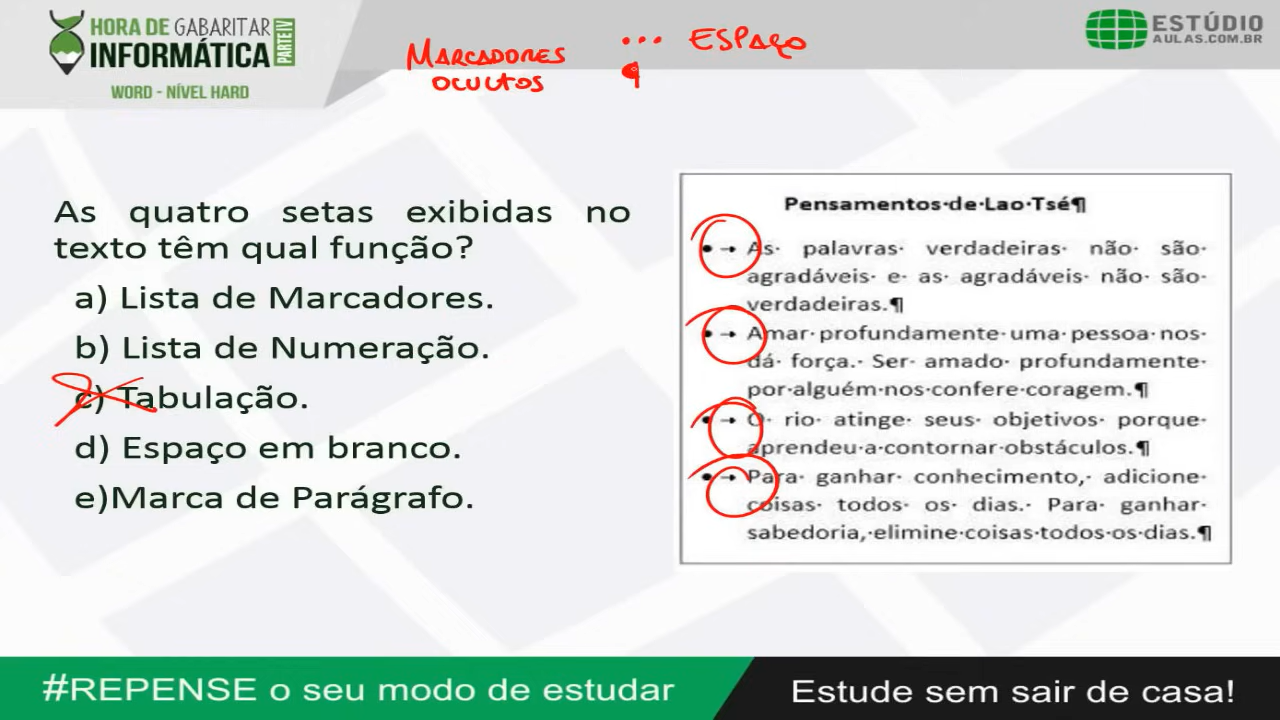 HORA DE GABARITAR
INFORMÁTICA
PARTE IV
WORD - NÍVEL HARD
MARCADORES
OCULTOS
... ESPAÇO
¶
ESTÚDIO
AULAS.COM.BR
As quatro setas exibidas no
texto têm qual função?
a) Lista de Marcadores.
b) Lista de Numeração.
c) Tabulação.
d) Espaço em branco.
e)Marca de Parágrafo.
Pensamentos·de·Lao·Tsé¶
•→As· palavras· verdadeiras· não· são·
agradáveis· e· as· agradáveis· não· são·
verdadeiras.¶
•→Amar·profundamente·uma·pessoa·nos·
dá· força.· Ser· amado· profundamente·
por·alguém·nos·confere·coragem.¶
•→O· rio· atinge· seus· objetivos· porque·
aprendeu·a·contornar·obstáculos.¶
•→Para· ganhar· conhecimento,· adicione·
coisas· todos· os· dias.· Para· ganhar·
sabedoria,·elimine·coisas·todos·os·dias.¶
#REPENSE o seu modo de estudar
Estude sem sair de casa!